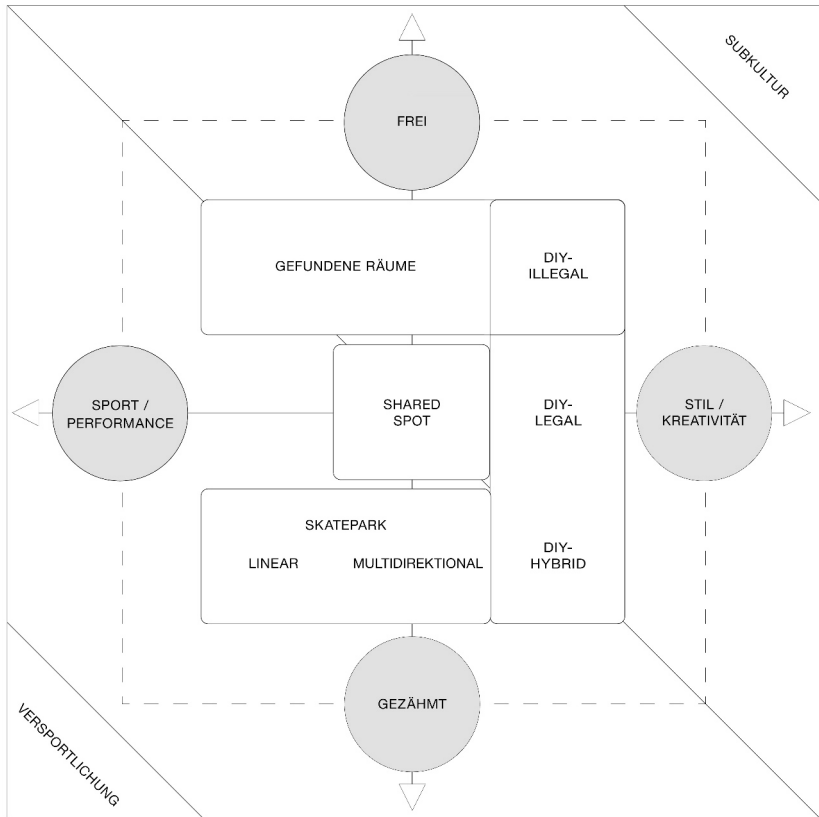 SUBKULTUR
FREI
GEFUNDENE RÄUME
DIY-
ILLEGAL
SPORT /
PERFORMANCE
SHARED
SPOT
DIY-
LEGAL
STIL /
KREATIVITÄT
SKATEPARK
LINEAR
MULTIDIREKTIONAL
DIY-
HYBRID
GEZÄHMT
VERSPORTLICHUNG